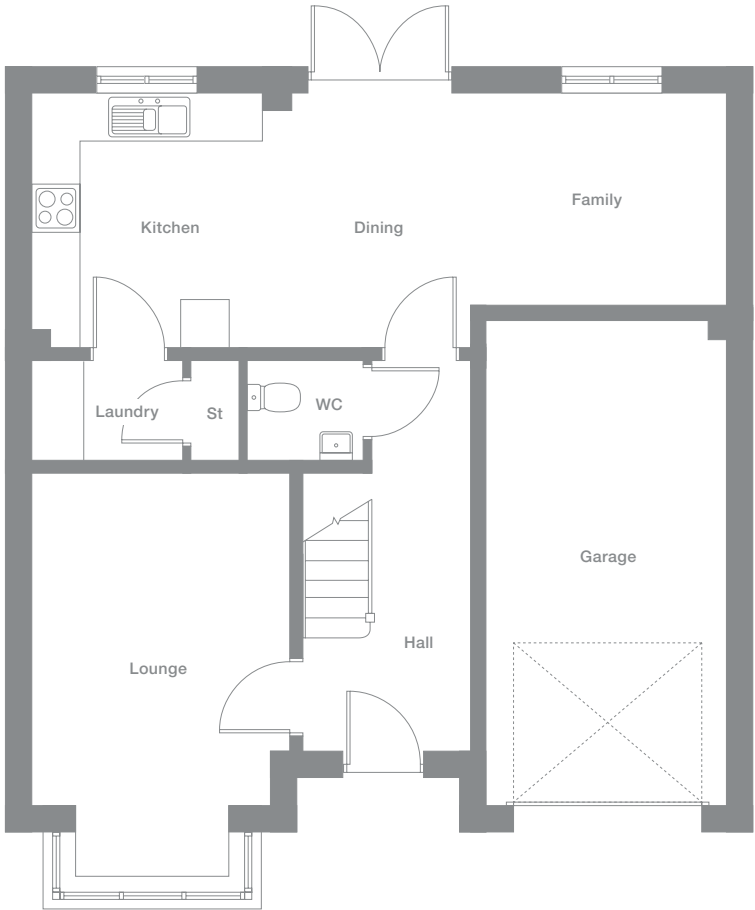 Family
Kitchen
Dining
Laundry
St
WC
Garage
Hall
Lounge